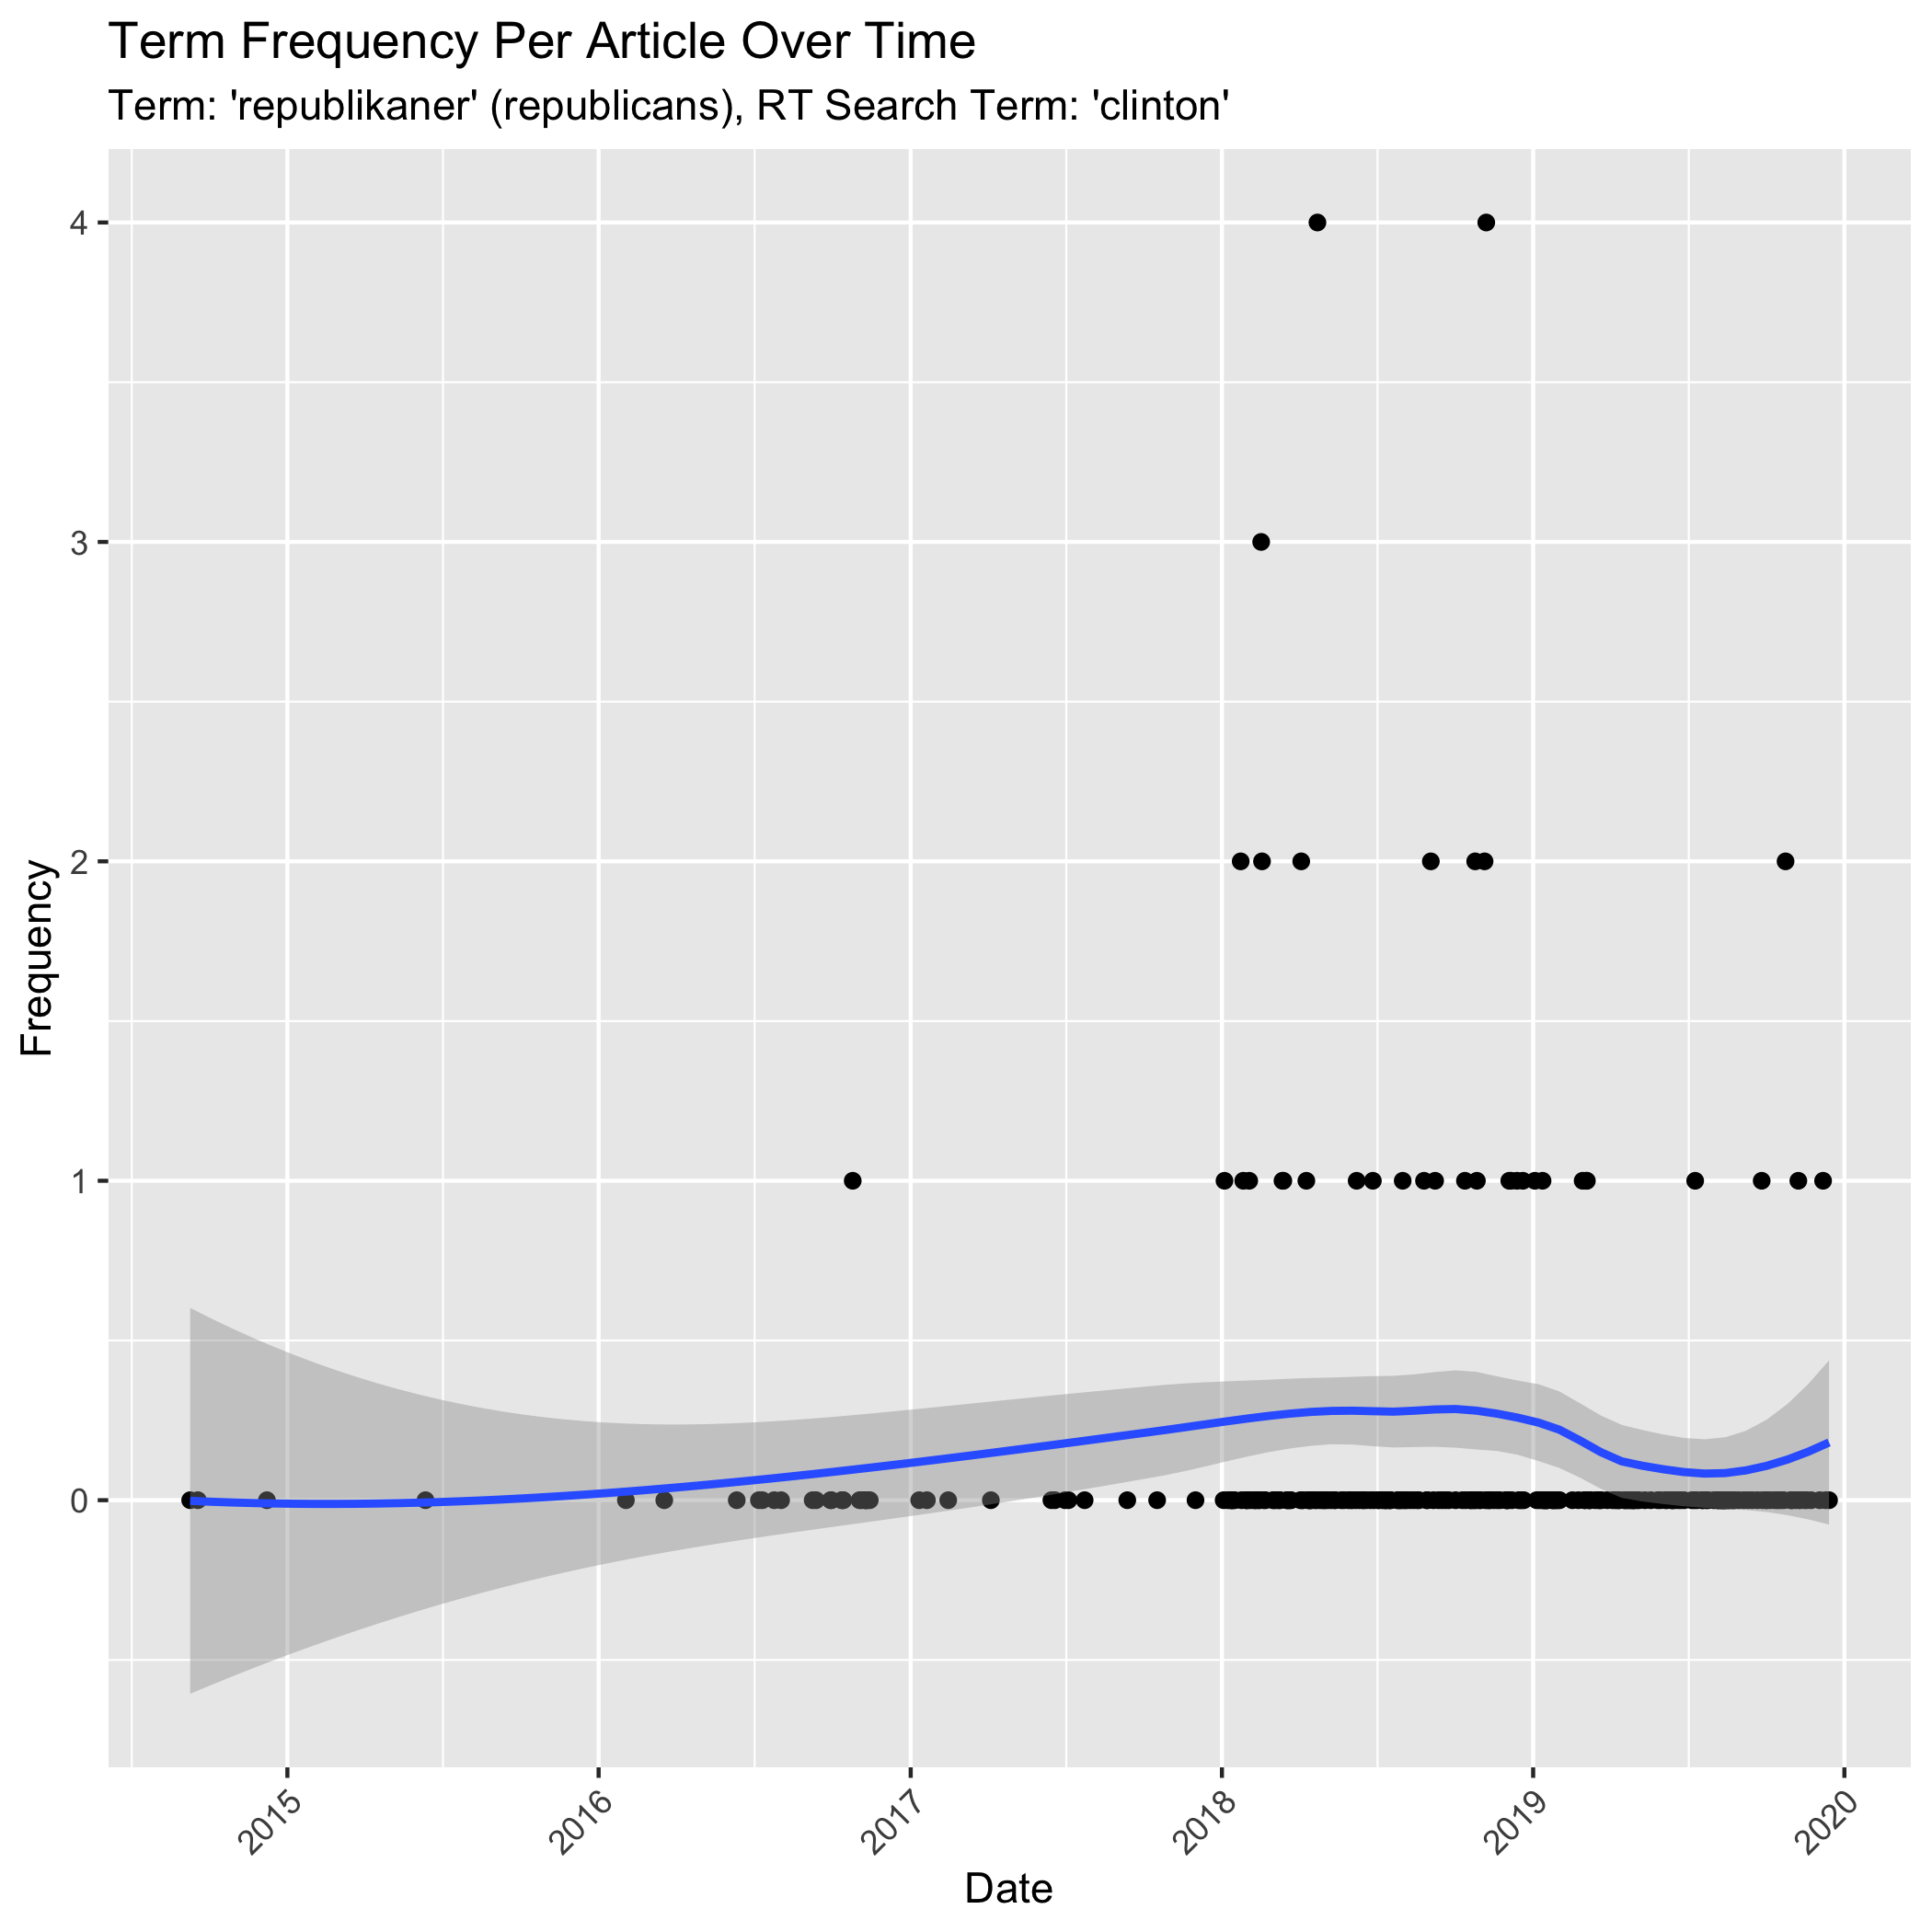 Term Frequency Per Article Over Time
Term: 'republikaner' (republicans), RT Search Term: 'clinton'
4
3
2
1
0
Frequency
2015
2016
2017
2018
2019
2020
Date